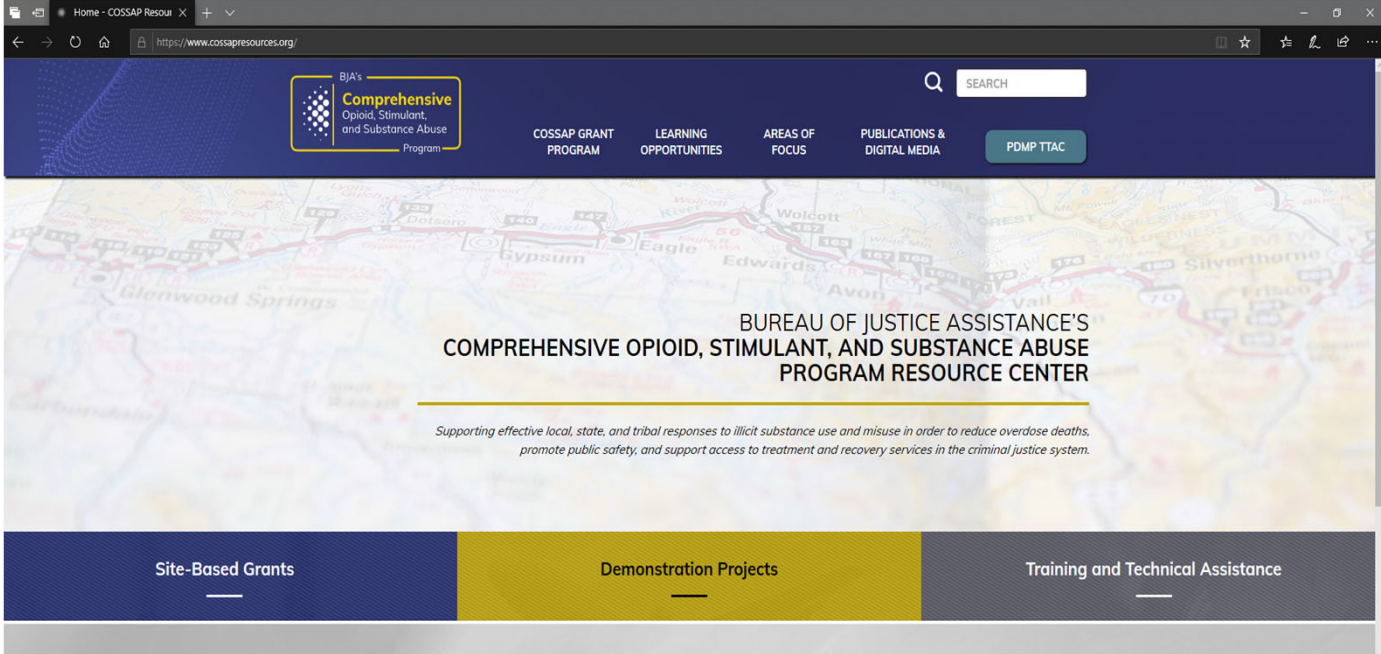 Home - COSSAP Resour
https://www.cossapresources.org/
BJA's
Comprehensive
Opioid, Stimulant,
and Substance Abuse
Program
SEARCH
COSSAP GRANT
PROGRAM
LEARNING
OPPORTUNITIES
AREAS OF
FOCUS
PUBLICATIONS &
DIGITAL MEDIA
PDMP TTAC
Dotsero
Gypsum
Eagle
Edwards
Wolcott
Wolcott
Avon
Vail
Silverthorne
Frisco
Glenwood Springs
Carbondale
BUREAU OF JUSTICE ASSISTANCE'S
COMPREHENSIVE OPIOID, STIMULANT, AND SUBSTANCE ABUSE
PROGRAM RESOURCE CENTER
Supporting effective local, state, and tribal responses to illicit substance use and misuse in order to reduce overdose deaths,
promote public safety, and support access to treatment and recovery services in the criminal justice system.
Site-Based Grants
Demonstration Projects
Training and Technical Assistance